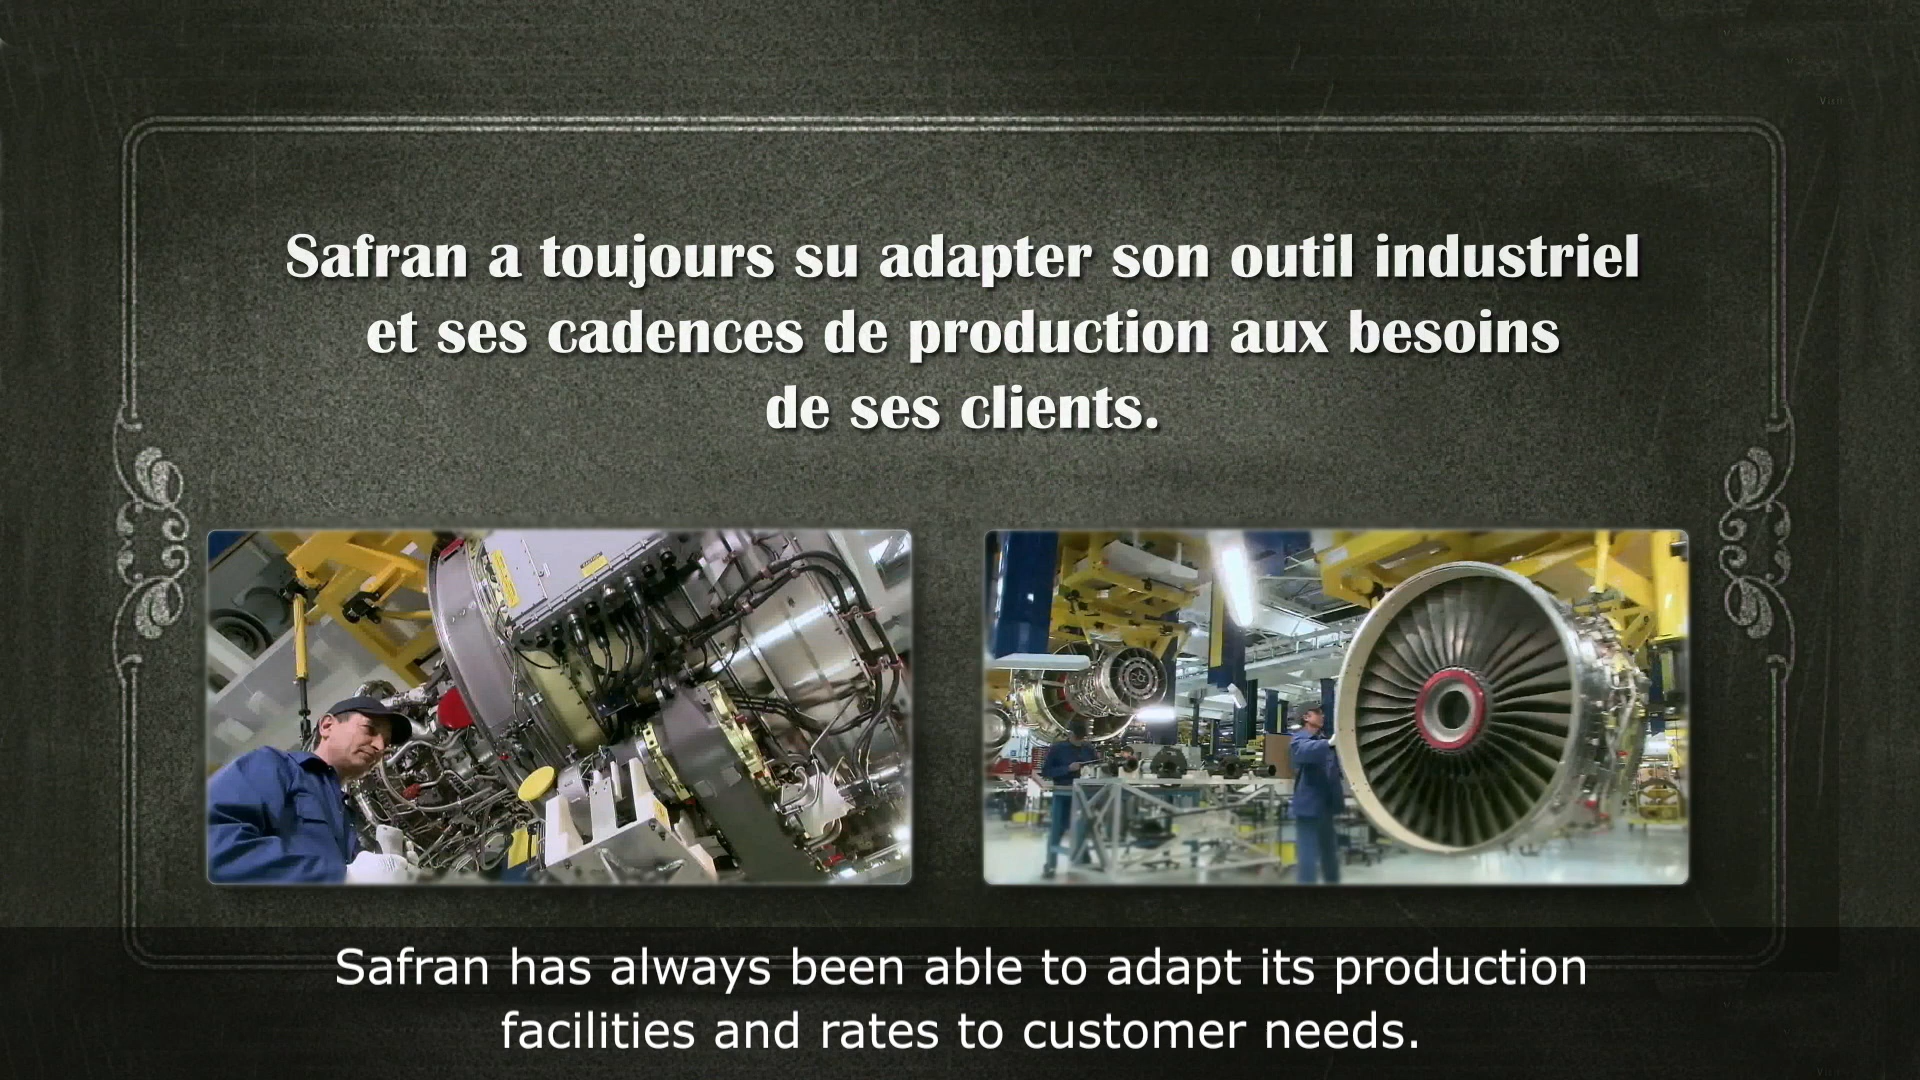 Safran a toujours su adapter son outil industriel
et ses cadences de production aux besoins
de ses clients.
Safran has always been able to adapt its production
facilities and rates to customer needs.